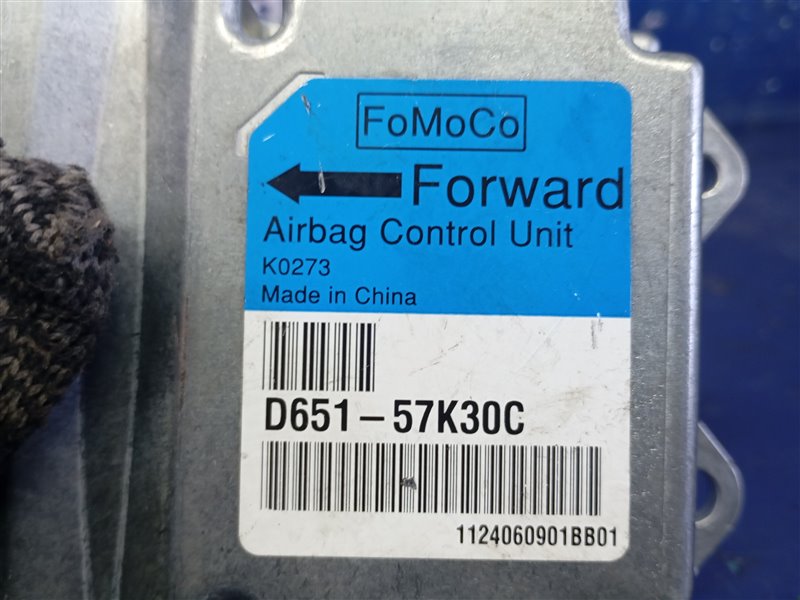 FoMoCo
Forward
Airbag Control Unit
K0273
Made in China
D651-57K30C
1124060901BB01